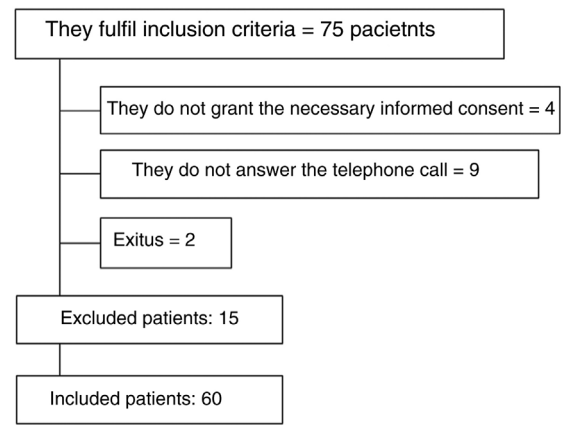 They fulfil inclusion criteria = 75 pacietnts
They do not grant the necessary informed consent = 4
They do not answer the telephone call = 9
Exitus = 2
Excluded patients: 15
Included patients: 60